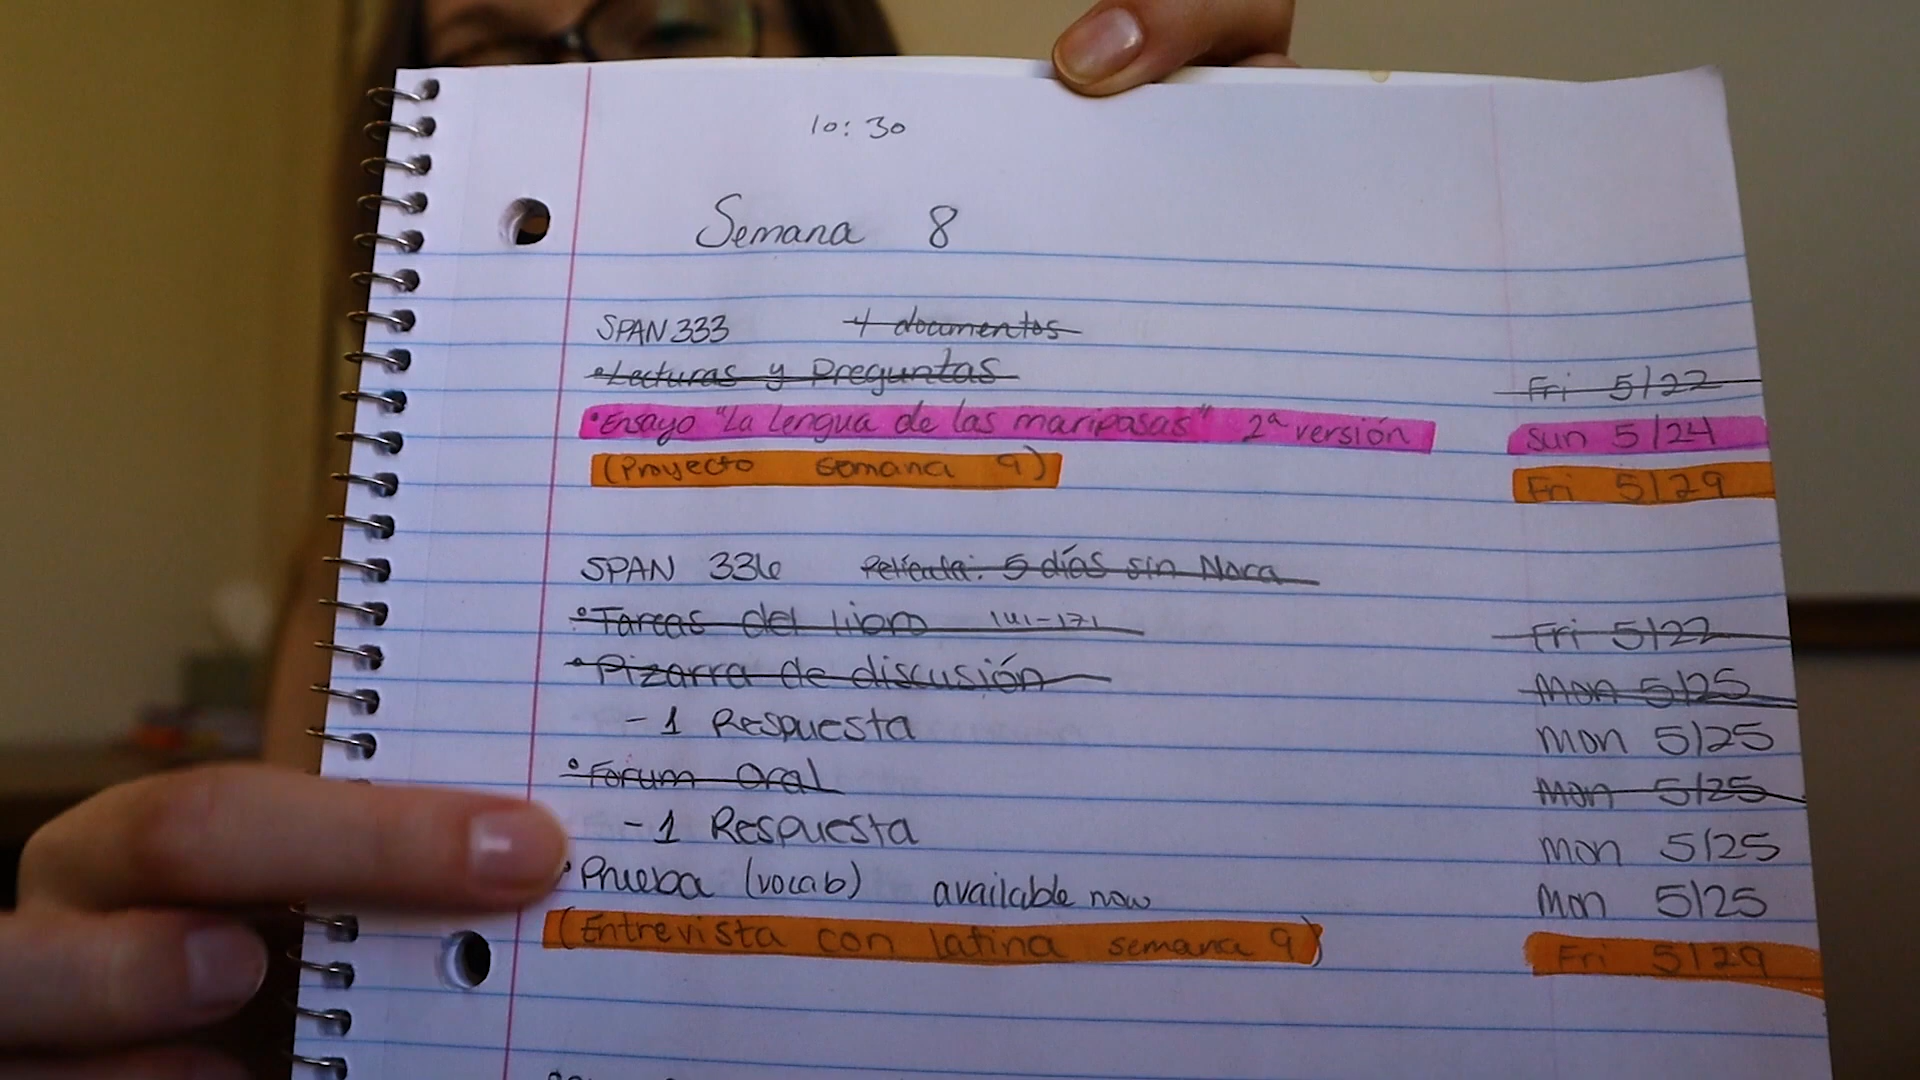 10:30
Semana 8
SPAN 333 4 documentos
•Lecturas y Preguntas Fri 5/22
•Ensayo "La lengua de las mariposas" 2ª versión Sun 5/24
(Proyecto semana 9) Fri 5/29
SPAN 336 Película: 5 días sin Nora
•Tareas del libro 141-171 Fri 5/22
•Pizarra de discusión Mon 5/25
-1 Respuesta Mon 5/25
•Forum Oral Mon 5/25
-1 Respuesta Mon 5/25
•Prueba (vocab) available now Mon 5/25
(Entrevista con latina semana 9) Fri 5/29